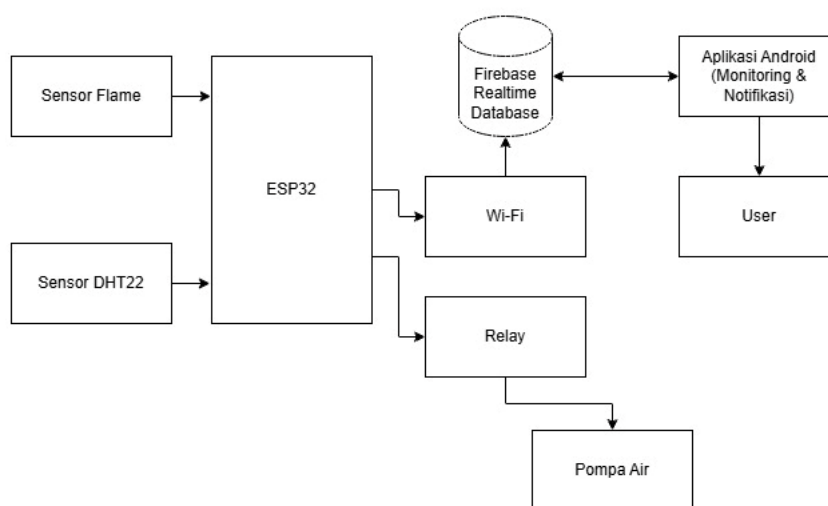 Sensor Flame
Sensor DHT22
ESP32
Firebase
Realtime
Database
Wi-Fi
Relay
Pompa Air
Aplikasi Android
(Monitoring &
Notifikasi)
User